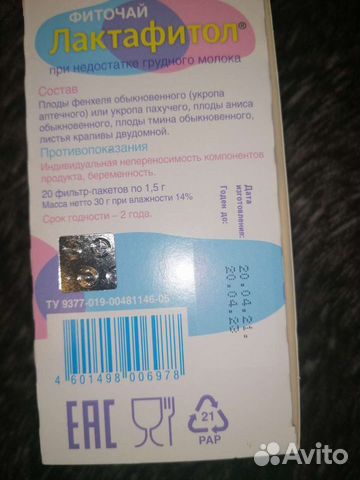 ФИТОЧАЙ
Лактафитол®
при недостатке грудного молока
Состав
Плоды фенхеля обыкновенного (укропа
аптечного) или укропа пахучего, плоды аниса
обыкновенного, плоды тмина обыкновенного,
листья крапивы двудомной.
Противопоказания
Индивидуальная непереносимость компонентов
продукта, беременность.
20 фильтр-пакетов по 1,5 г
Масса нетто 30 г при влажности 14%
Срок годности – 2 года.
Дата
изготовления:
Годен до:
20.04.21.
20.04.23
ТУ 9377-019-00481146-05
4 601498 006978
EAC
21
PAP
Avito